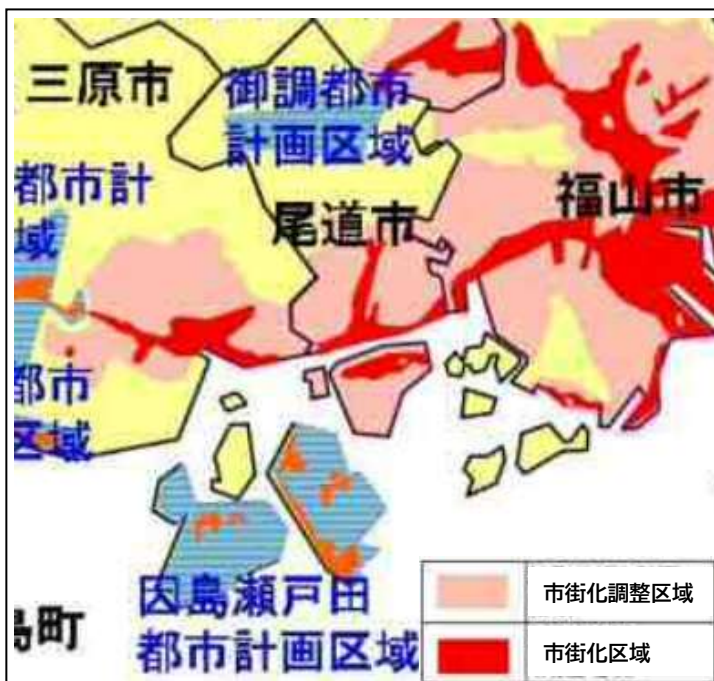 三原市
御調都市
計画区域
都市計
域
尾道市
福山市
都市
区域
因島瀬戸田
都市計画区域
島町
市街化調整区域
市街化区域